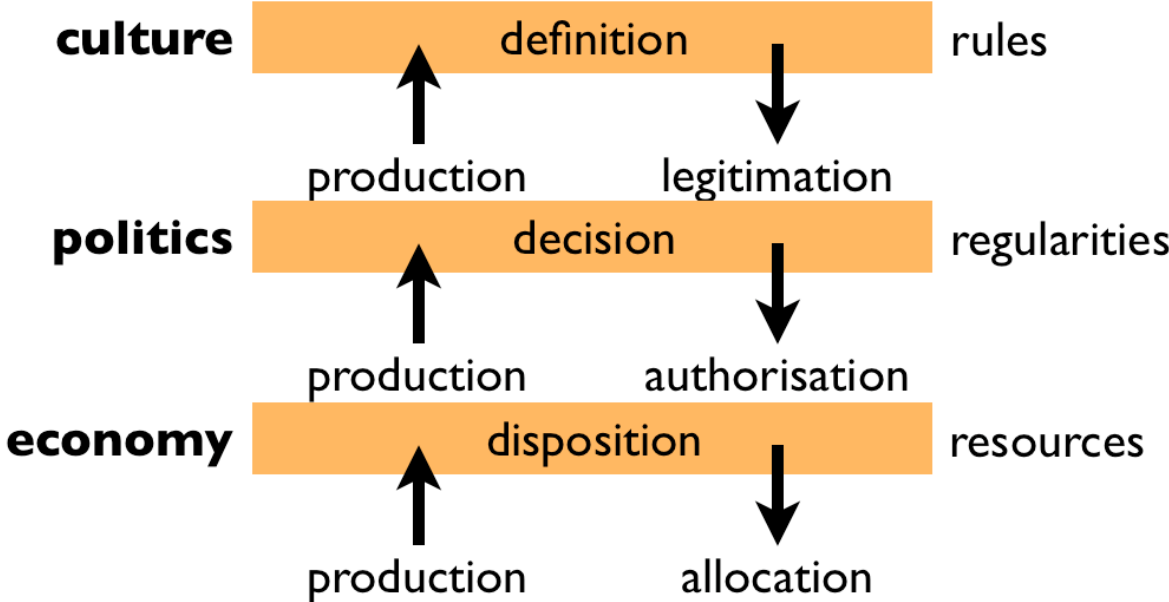 culture definition rules
production legitimation
politics decision regularities
production authorisation
economy disposition resources
production allocation